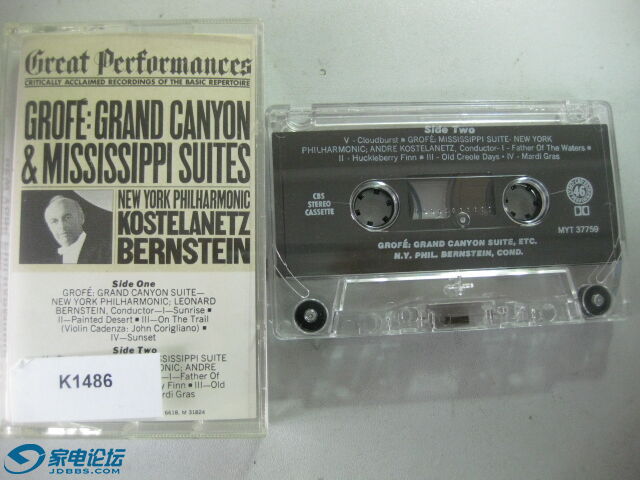 Great Performances
CRITICALLY ACCLAIMED RECORDINGS OF THE BASIC REPERTOIRE
GROFÉ: GRAND CANYON
& MISSISSIPPI SUITES
NEW YORK PHILHARMONIC
KOSTELANETZ
BERNSTEIN
Side One
GROFÉ: GRAND CANYON SUITE—
NEW YORK PHILHARMONIC; LEONARD
BERNSTEIN, Conductor—I—Sunrise ■
II—Painted Desert ■ III—On The Trail
(Violin Cadenza: John Corigliano) ■
IV—Sunset
Side Two
SSISSIPPI SUITE
ONIC; ANDRE
—I—Father Of
ry Finn ■ III—Old
rdi Gras
K1486
6618, M 31824
Side Two
V - Cloudburst ■ GROFÉ: MISSISSIPPI SUITE- NEW YORK
PHILHARMONIC; ANDRE KOSTELANETZ, Conductor- I - Father Of The Waters ■
II - Huckleberry Finn ■ III - Old Creole Days ■ IV - Mardi Gras
CBS
STEREO
CASSETTE
46
MYT 37759
GROFÉ: GRAND CANYON SUITE, ETC.
N.Y. PHIL. BERNSTEIN, COND.
家电论坛
JDBBS.COM